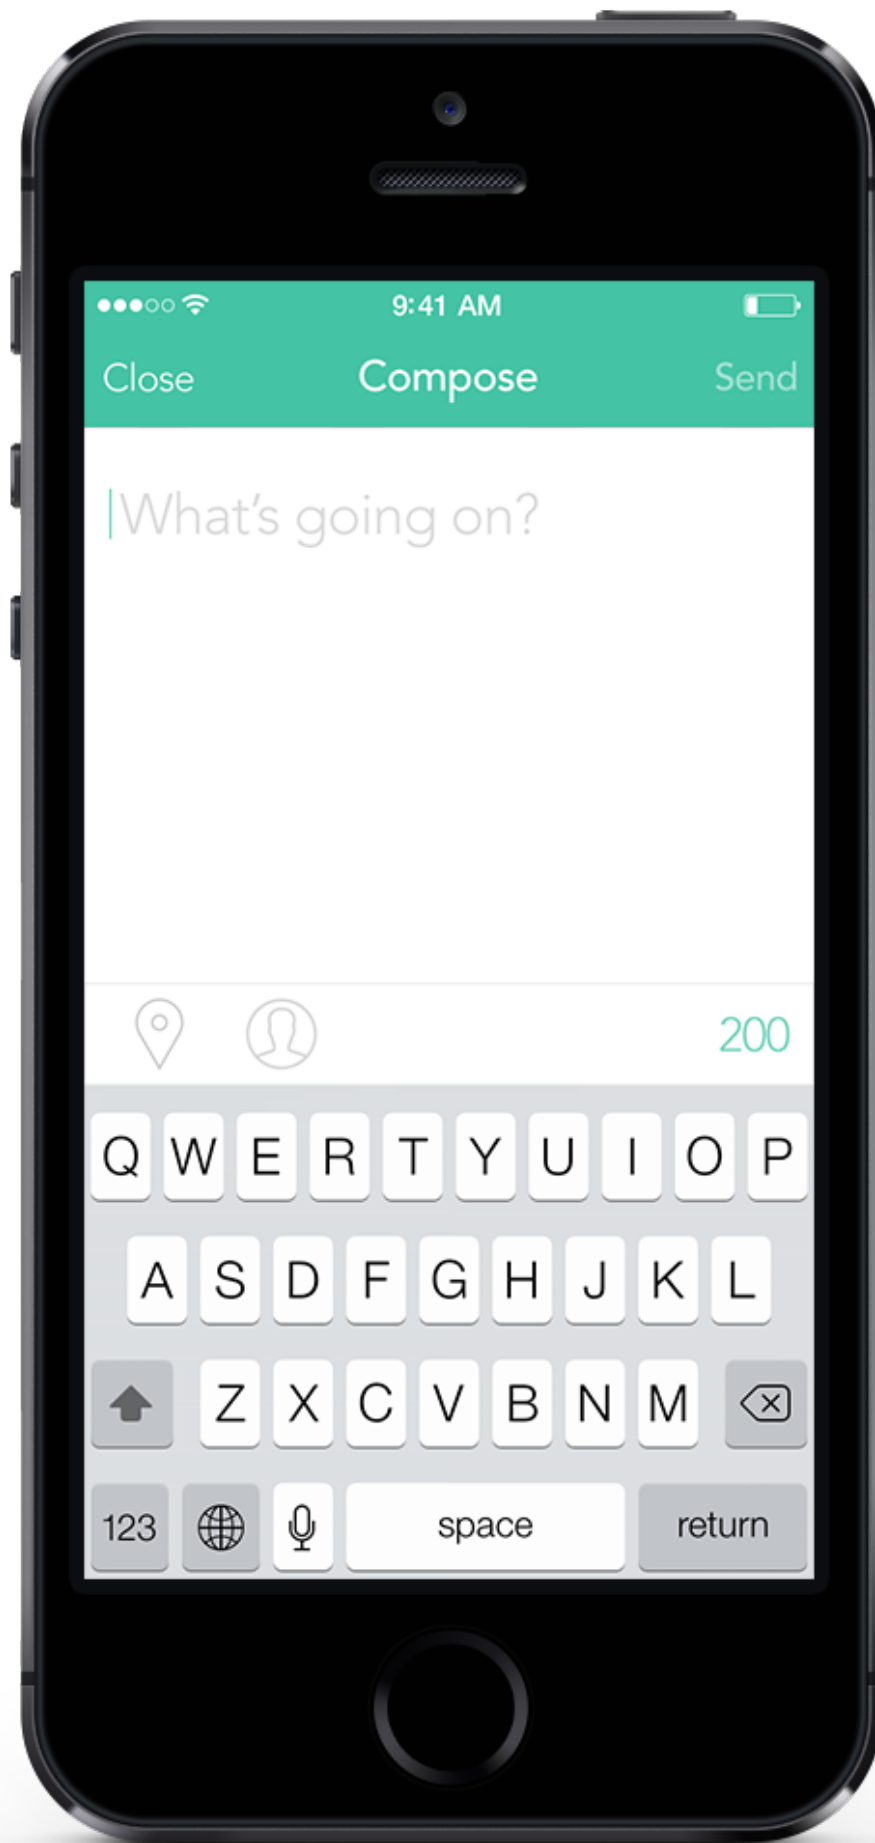 9:41 AM
Close Compose Send
What's going on?
200
Q W E R T Y U I O P
A S D F G H J K L
Z X C V B N M
123 space return